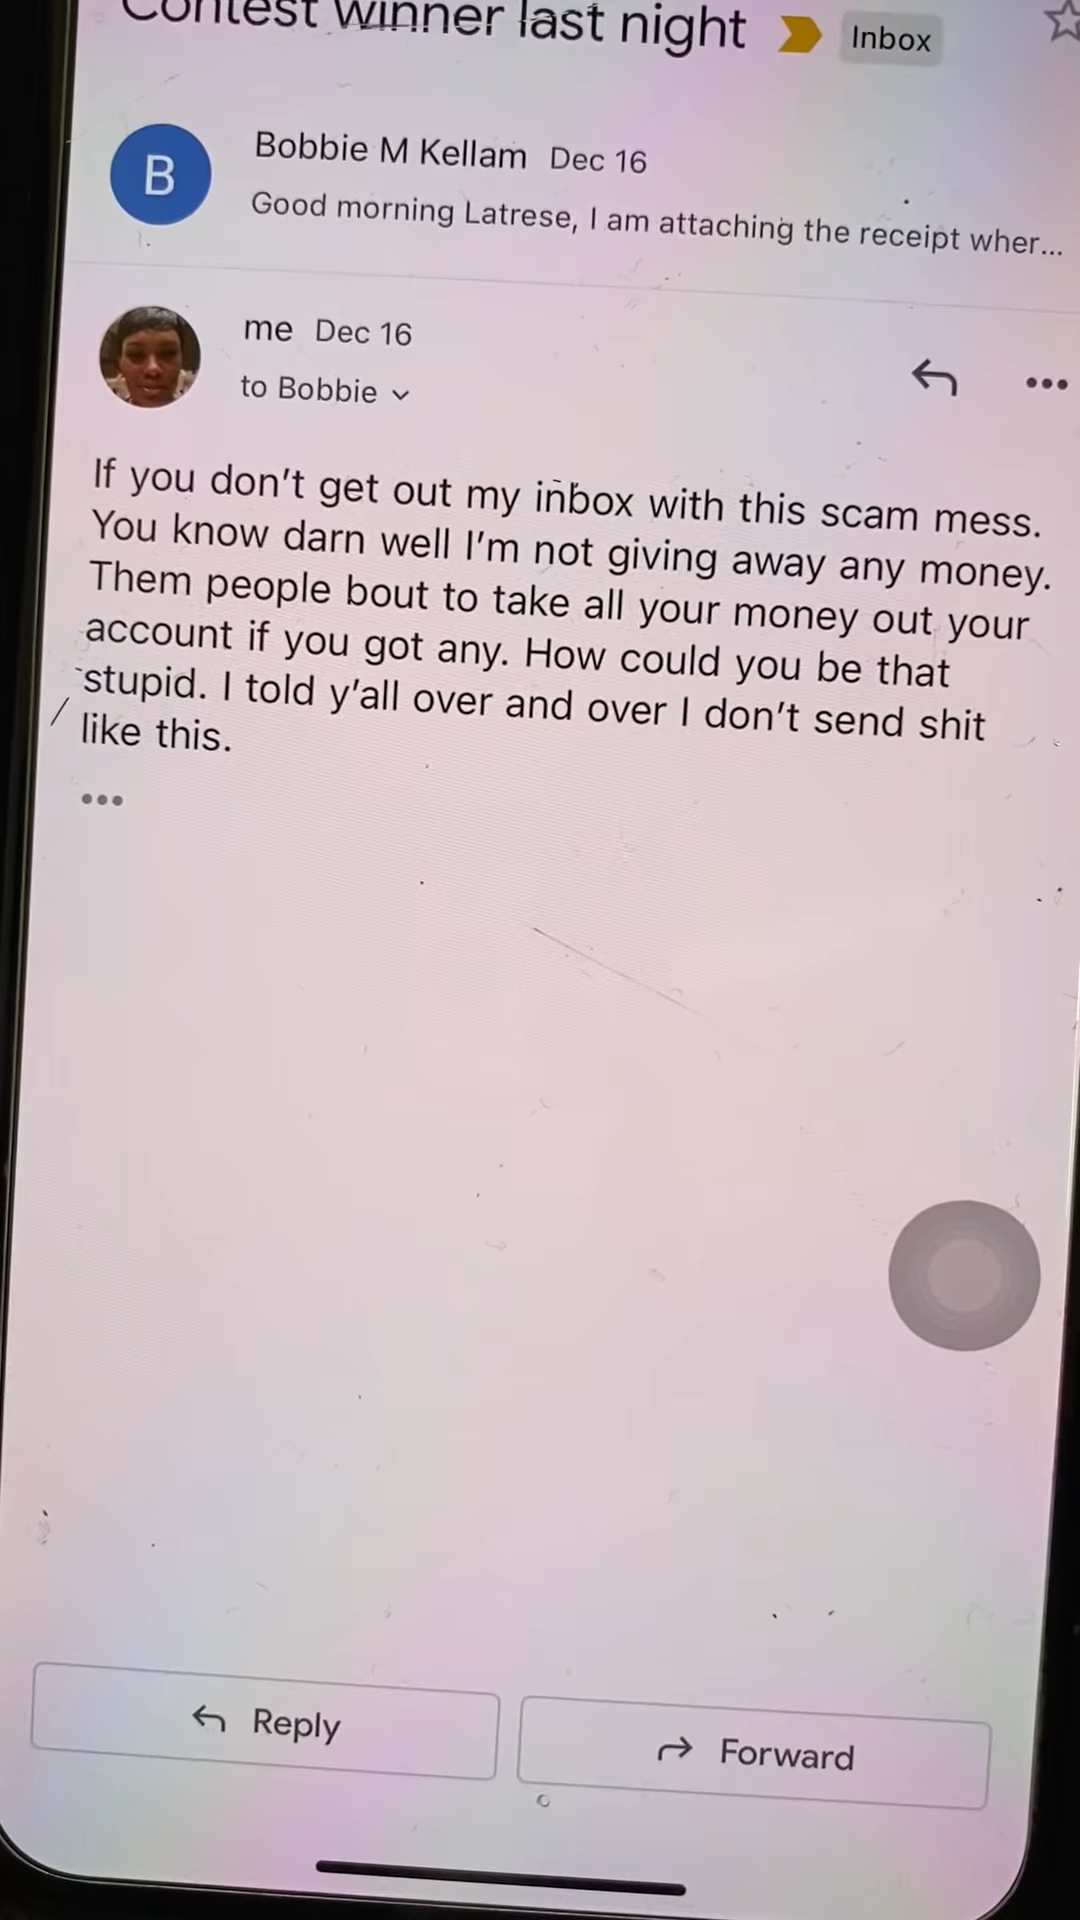 Contest winner last night Inbox
B Bobbie M Kellam Dec 16
Good morning Latrese, I am attaching the receipt wher...
me Dec 16
to Bobbie
If you don't get out my inbox with this scam mess.
You know darn well I'm not giving away any money.
Them people bout to take all your money out your
account if you got any. How could you be that
stupid. I told y'all over and over I don't send shit
like this.
Reply
Forward